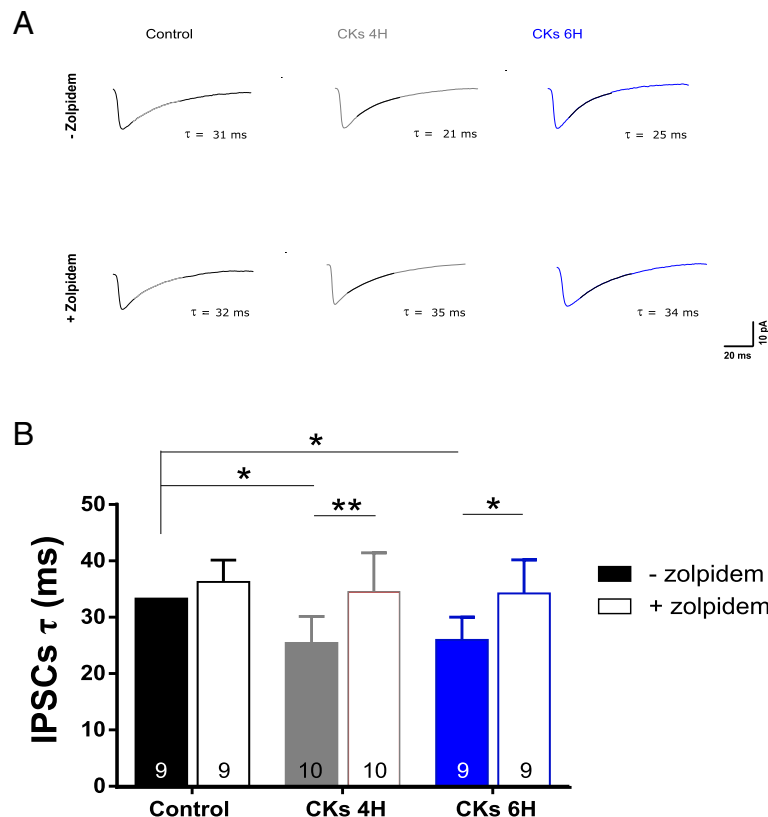 A
Control CKs 4H CKs 6H
- Zolpidem
τ = 31 ms τ = 21 ms τ = 25 ms
+ Zolpidem
τ = 32 ms τ = 35 ms τ = 34 ms
10 pA
20 ms
B
*
* ** *
IPSCs τ (ms)
50
40
30
20
10
0
- zolpidem
+ zolpidem
9 9 10 10 9 9
Control CKs 4H CKs 6H